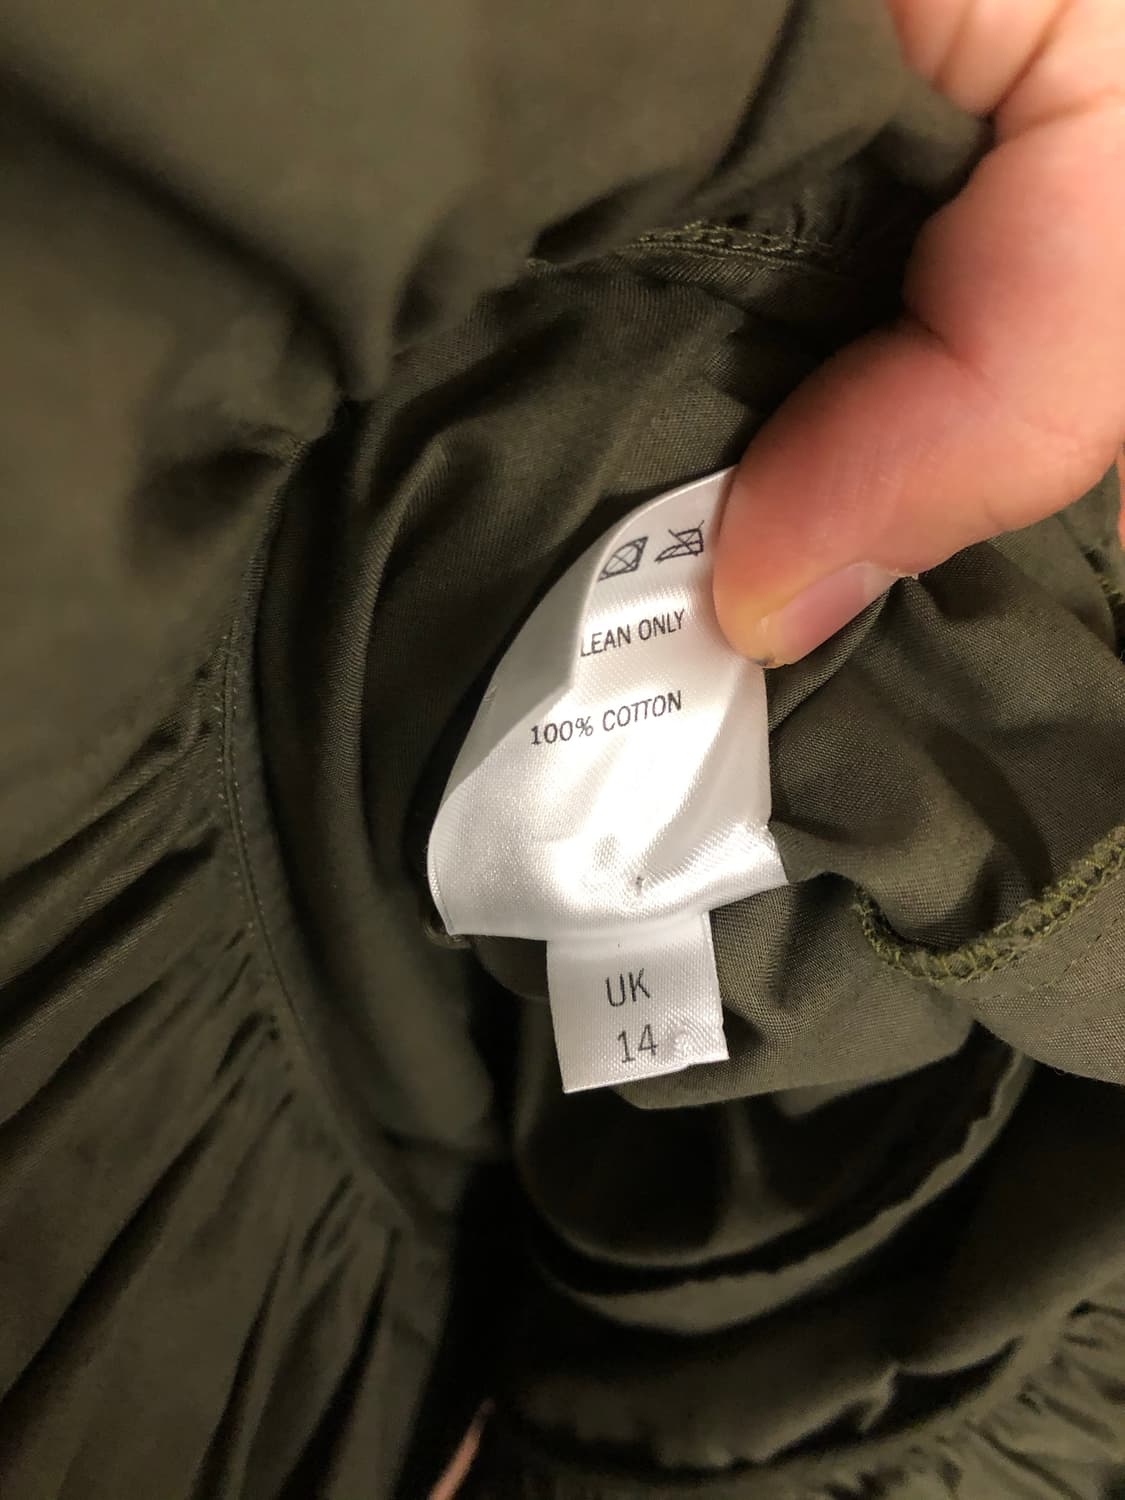 LEAN ONLY
100% COTTON
UK
14